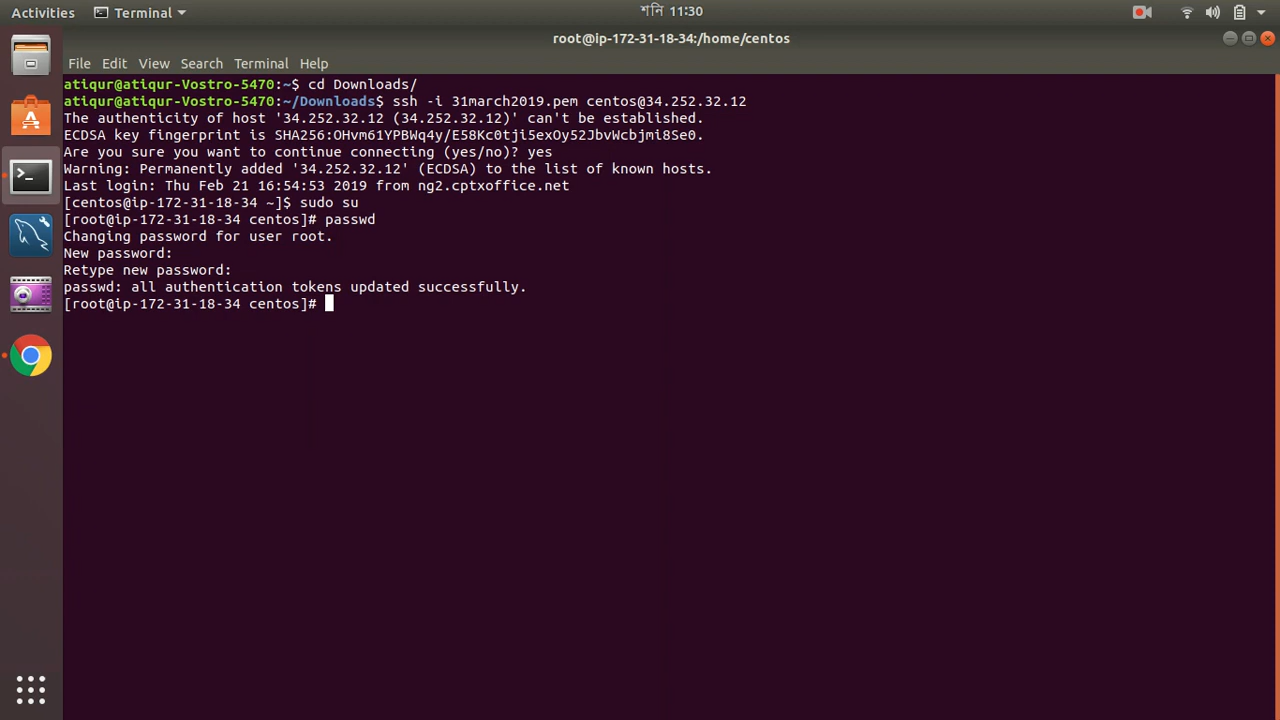 Activities
Terminal
শনি 11:30
root@ip-172-31-18-34:/home/centos
File Edit View Search Terminal Help
atiqur@atiqur-Vostro-5470:~$ cd Downloads/
atiqur@atiqur-Vostro-5470:~/Downloads$ ssh -i 31march2019.pem centos@34.252.32.12
The authenticity of host '34.252.32.12 (34.252.32.12)' can't be established.
ECDSA key fingerprint is SHA256:OHvm61YPBWq4y/E58Kc0tji5exOy52JbvWcbjmi8Se0.
Are you sure you want to continue connecting (yes/no)? yes
Warning: Permanently added '34.252.32.12' (ECDSA) to the list of known hosts.
Last login: Thu Feb 21 16:54:53 2019 from ng2.cptxoffice.net
[centos@ip-172-31-18-34 ~]$ sudo su
[root@ip-172-31-18-34 centos]# passwd
Changing password for user root.
New password:
Retype new password:
passwd: all authentication tokens updated successfully.
[root@ip-172-31-18-34 centos]#